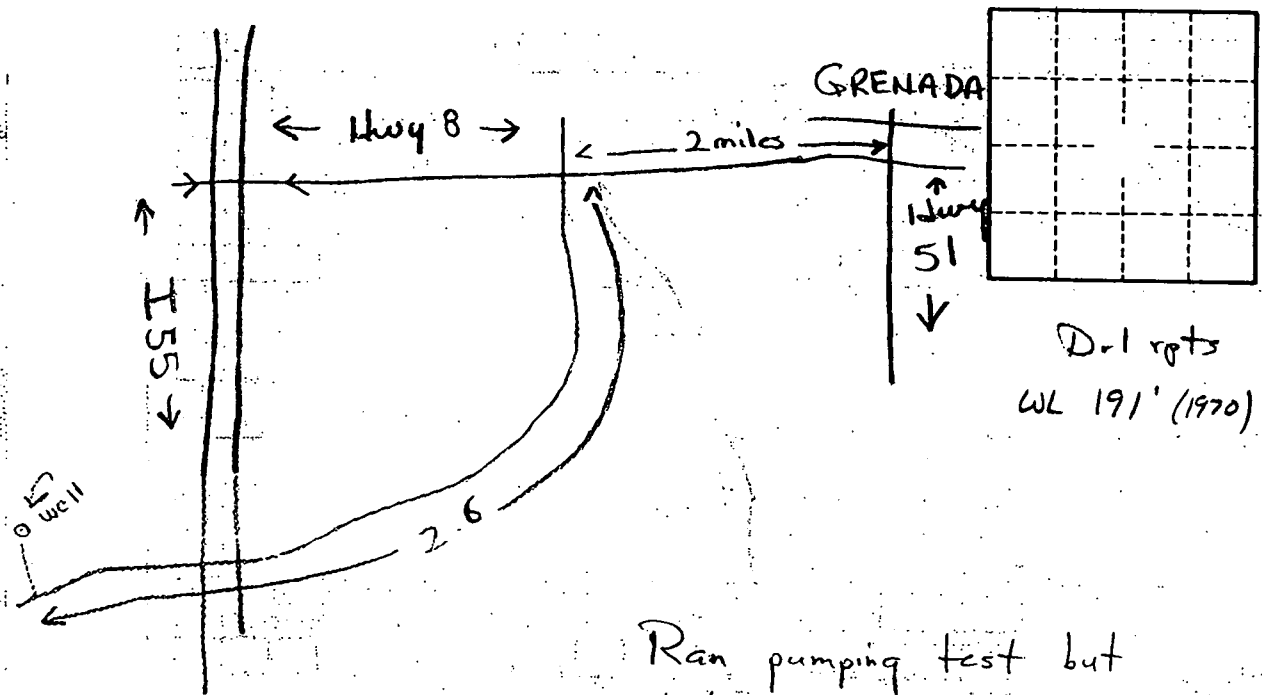 GRENADA
Hwy 8
2 miles
Hwy
51
I 55
Drl rpts
WL 191' (1970)
well
2.6
Ran pumping test but